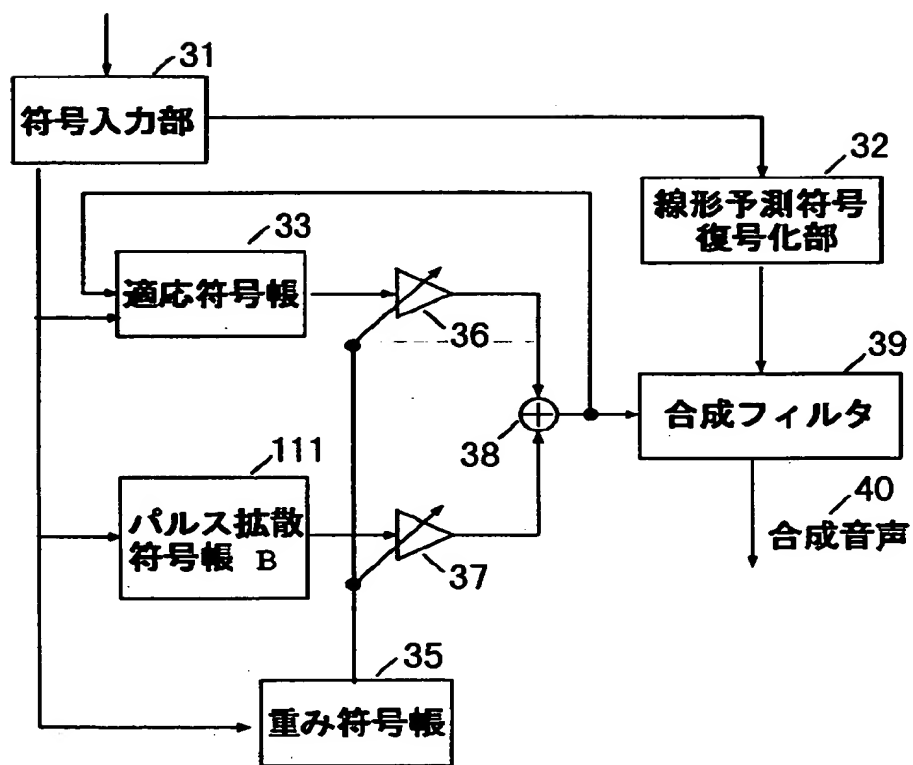 31
符号入力部
32
線形予測符号
復号化部
33
適応符号帳
36
39
合成フィルタ
38
111
パルス拡散
符号帳 B
37
40
合成音声
35
重み符号帳